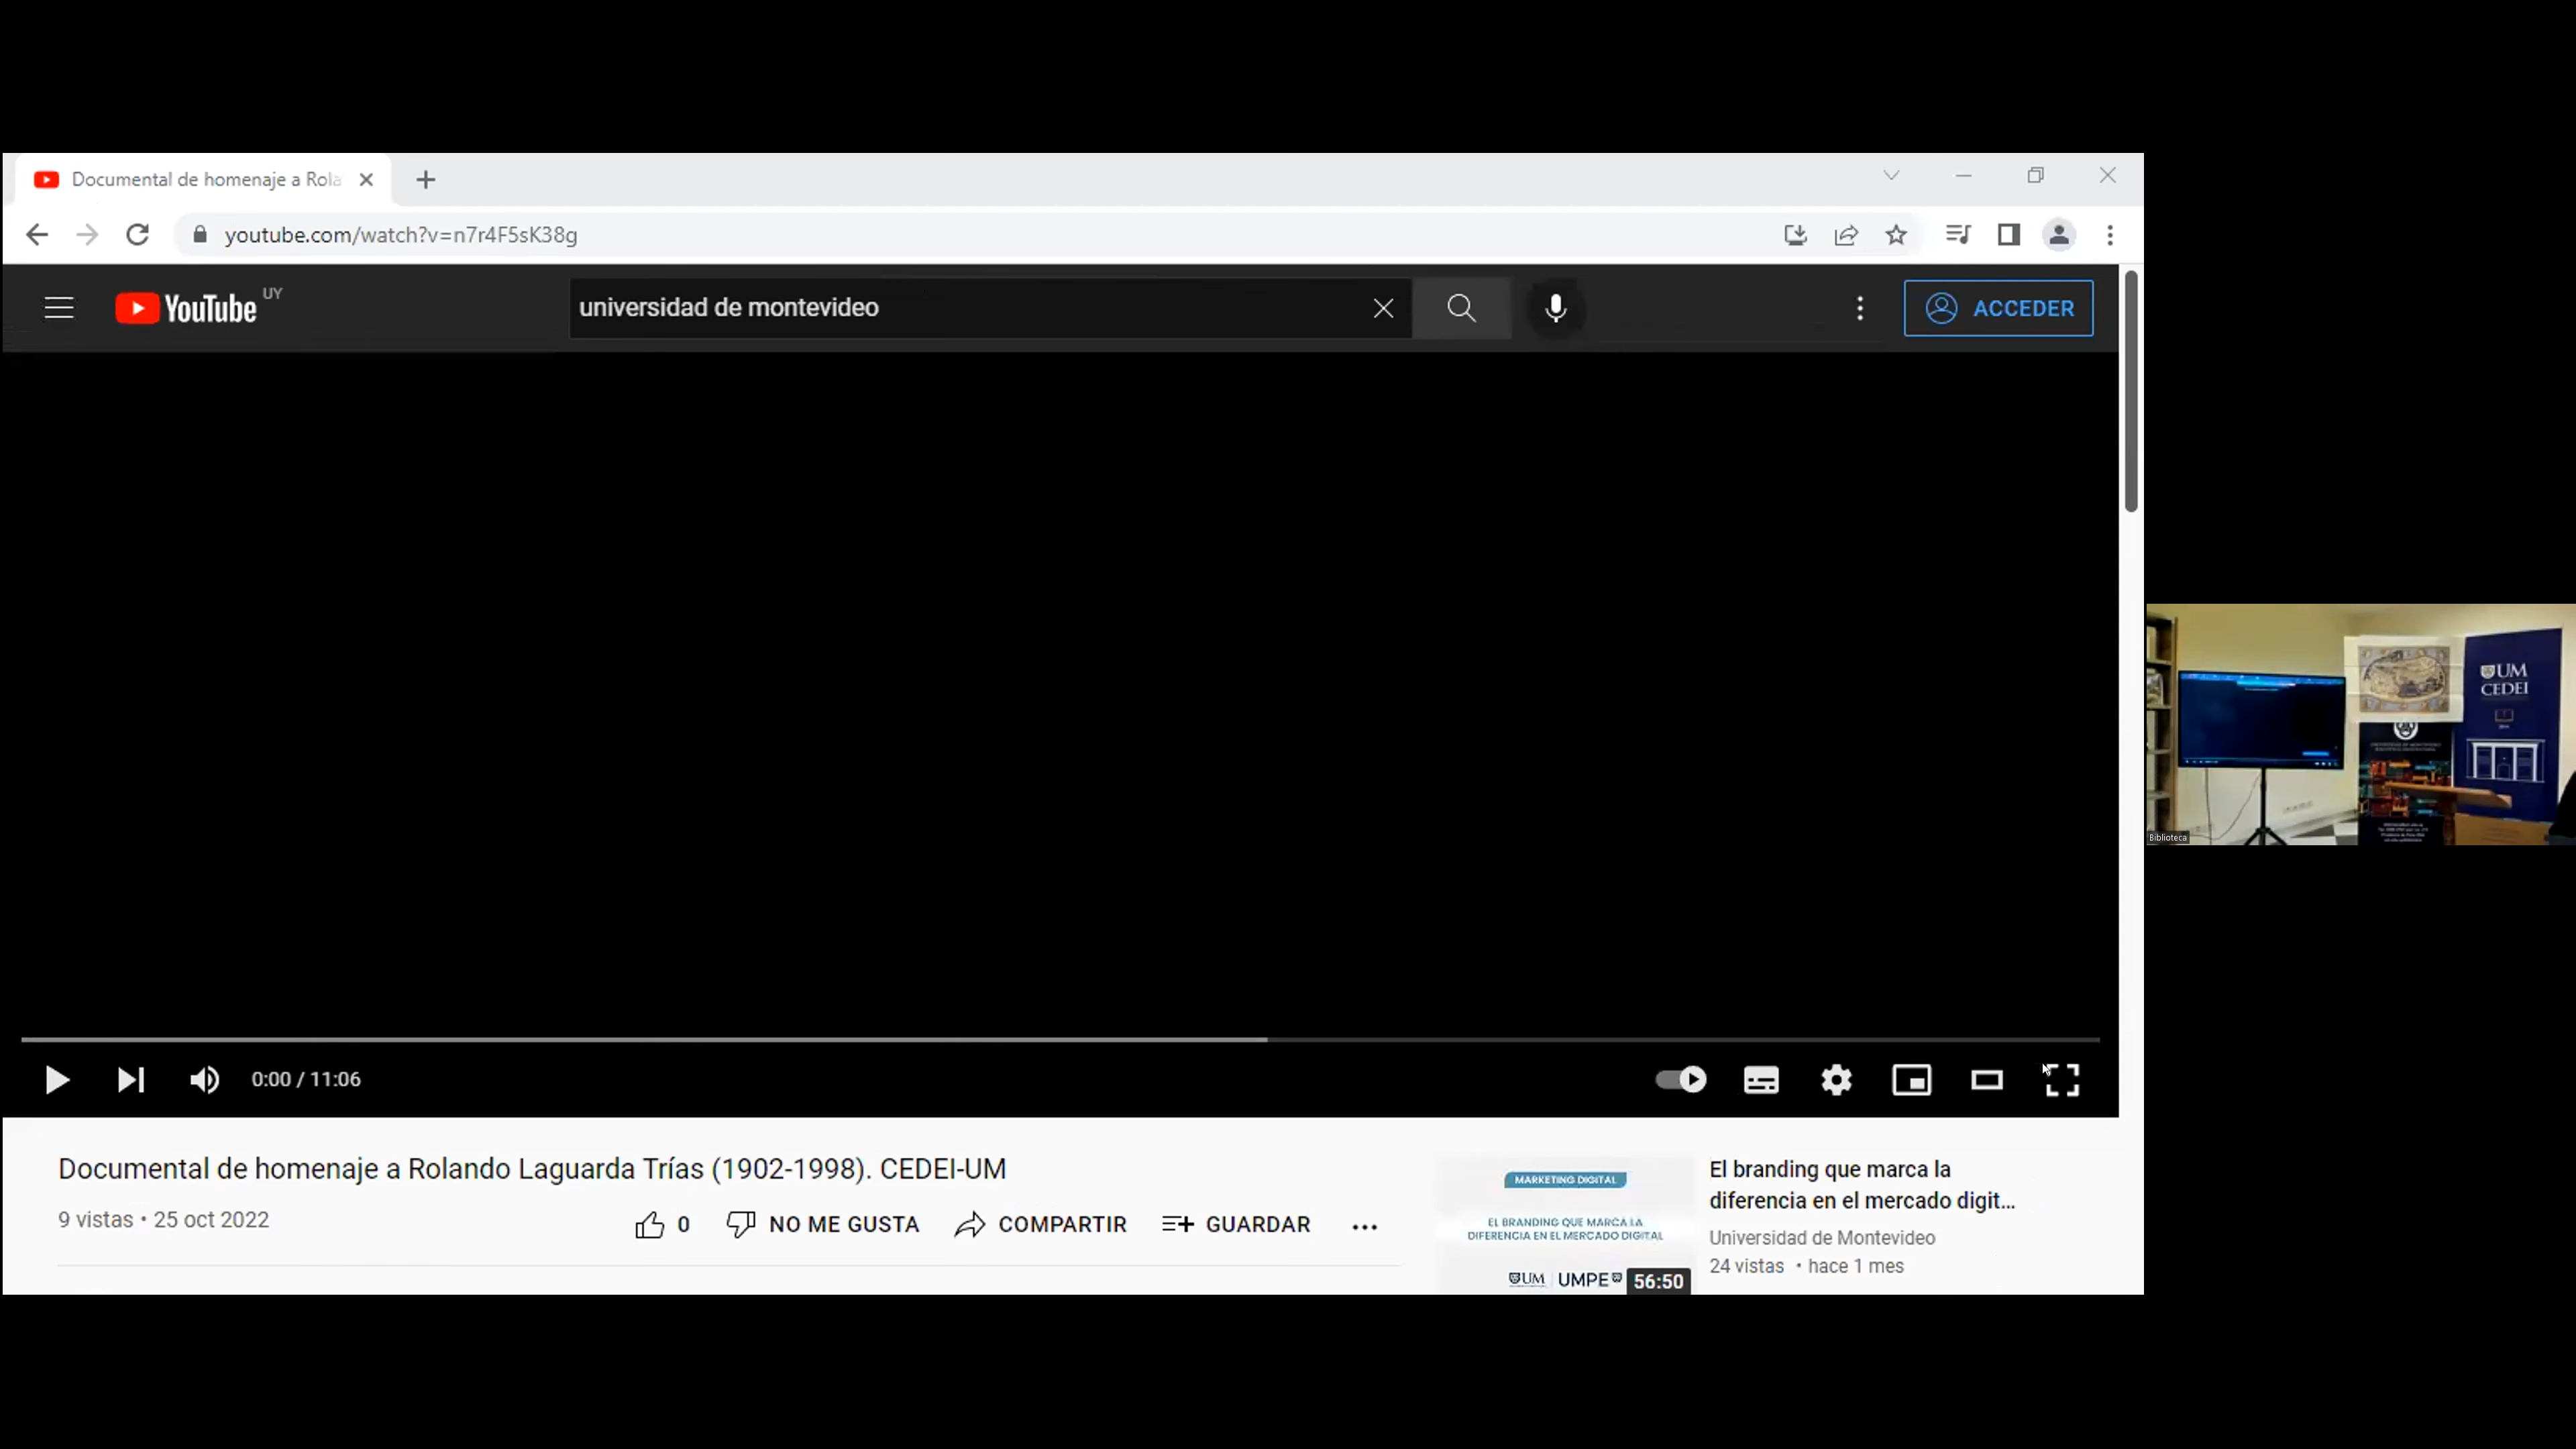 Documental de homenaje a Rola
youtube.com/watch?v=n7r4F5sK38g
YouTube UY
universidad de montevideo
ACCEDER
0:00 / 11:06
Documental de homenaje a Rolando Laguarda Trías (1902-1998). CEDEI-UM
9 vistas • 25 oct 2022
0
NO ME GUSTA
COMPARTIR
GUARDAR
MARKETING DIGITAL
EL BRANDING QUE MARCA LA
DIFERENCIA EN EL MERCADO DIGITAL
UM UMPE
56:50
El branding que marca la
diferencia en el mercado digit...
Universidad de Montevideo
24 vistas • hace 1 mes
UM
CEDEI
Biblioteca